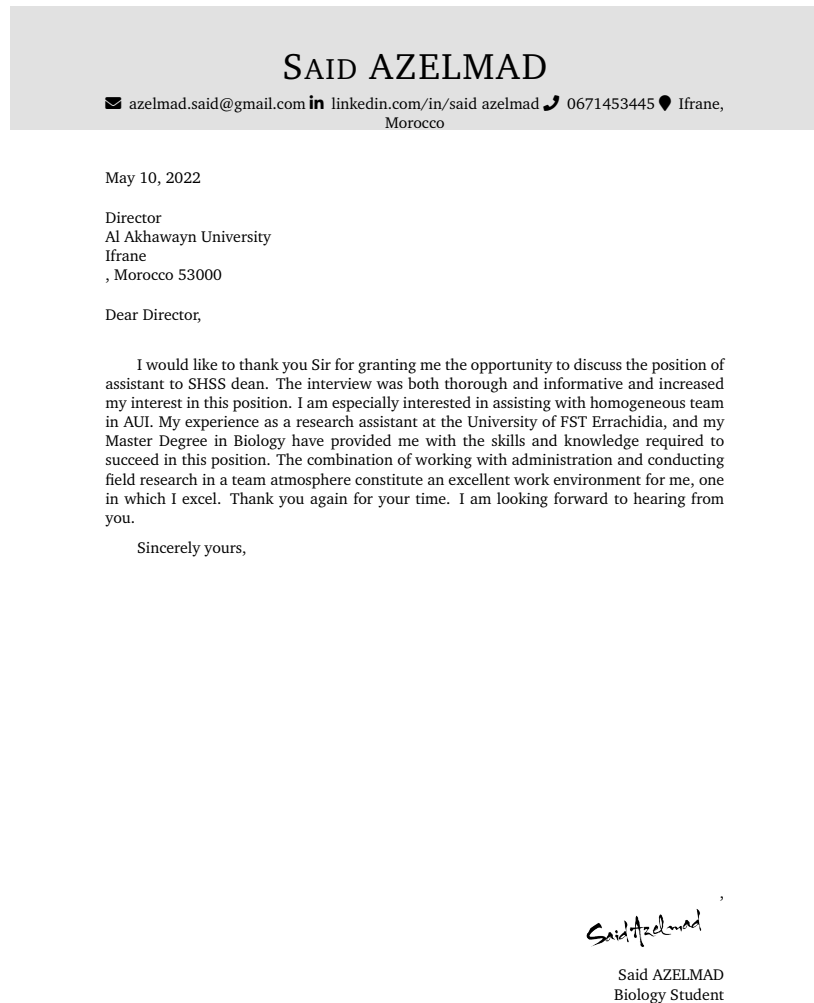 SAID AZELMAD
azelmad.said@gmail.com in linkedin.com/in/said azelmad 0671453445 Ifrane,
Morocco
May 10, 2022
Director
Al Akhawayn University
Ifrane
, Morocco 53000
Dear Director,
I would like to thank you Sir for granting me the opportunity to discuss the position of
assistant to SHSS dean. The interview was both thorough and informative and increased
my interest in this position. I am especially interested in assisting with homogeneous team
in AUI. My experience as a research assistant at the University of FST Errachidia, and my
Master Degree in Biology have provided me with the skills and knowledge required to
succeed in this position. The combination of working with administration and conducting
field research in a team atmosphere constitute an excellent work environment for me, one
in which I excel. Thank you again for your time. I am looking forward to hearing from
you.
Sincerely yours,
,
Said Azelmad
Said AZELMAD
Biology Student